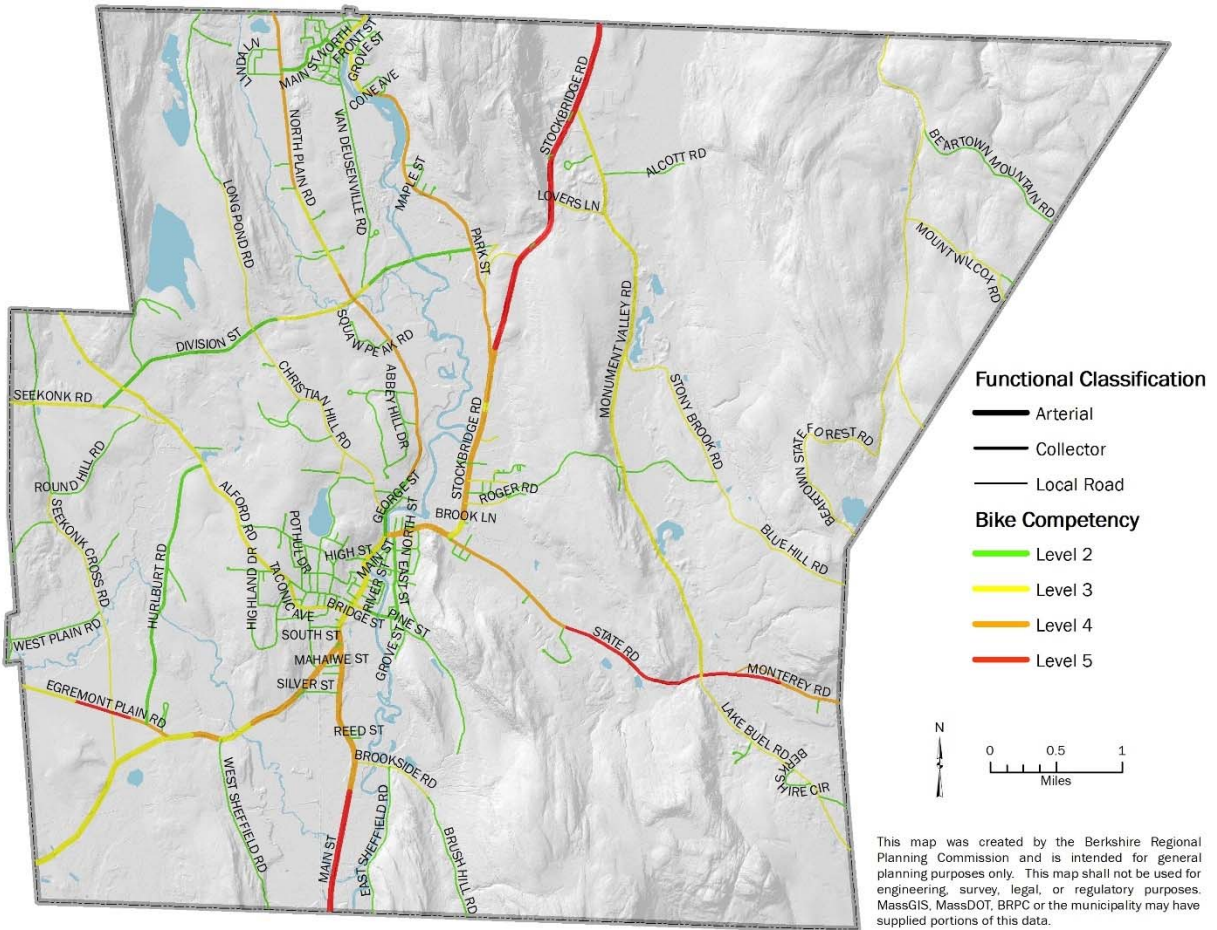 LINDA LN
MAIN ST
NORTH
FRONT ST
GROVE ST
CONE AVE
NORTH PLAIN RD
VAN DEUSENVILLE RD
MAPLE ST
LONG POND RD
PARK ST
STOCKBRIDGE RD
LOVERS LN
ALCOTT RD
BEARTOWN MOUNTAIN RD
MOUNT WILCOX RD
DIVISION ST
SQUAW PEAK RD
SEEKONK RD
CHRISTIAN HILL RD
ABBEY HILL DR
STOCKBRIDGE RD
MONUMENT VALLEY RD
STONY BROOK RD
BEARTOWN STATE FOREST RD
ROUND HILL RD
ALFORD RD
GEORGE ST
ROGER RD
BROOK LN
SEEKONK CROSS RD
HURLBURT RD
HIGHLAND DR
POTHUL DR
HIGH ST
MAIN ST
NORTH ST
EAST ST
BLUE HILL RD
TACONIC AVE
RIVER ST
BRIDGE ST
PINE ST
GROVE ST
SOUTH ST
MAHAIWE ST
SILVER ST
WEST PLAIN RD
EGREMONT PLAIN RD
STATE RD
MONTEREY RD
REED ST
BROOKSIDE RD
LAKE BUEL RD
BERKSHIRE CIR
WEST SHEFFIELD RD
MAIN ST
EAST SHEFFIELD RD
BRUSH HILL RD
Functional Classification
Arterial
Collector
Local Road
Bike Competency
Level 2
Level 3
Level 4
Level 5
N
0 0.5 1
Miles
This map was created by the Berkshire Regional
Planning Commission and is intended for general
planning purposes only. This map shall not be used for
engineering, survey, legal, or regulatory purposes.
MassGIS, MassDOT, BRPC or the municipality may have
supplied portions of this data.